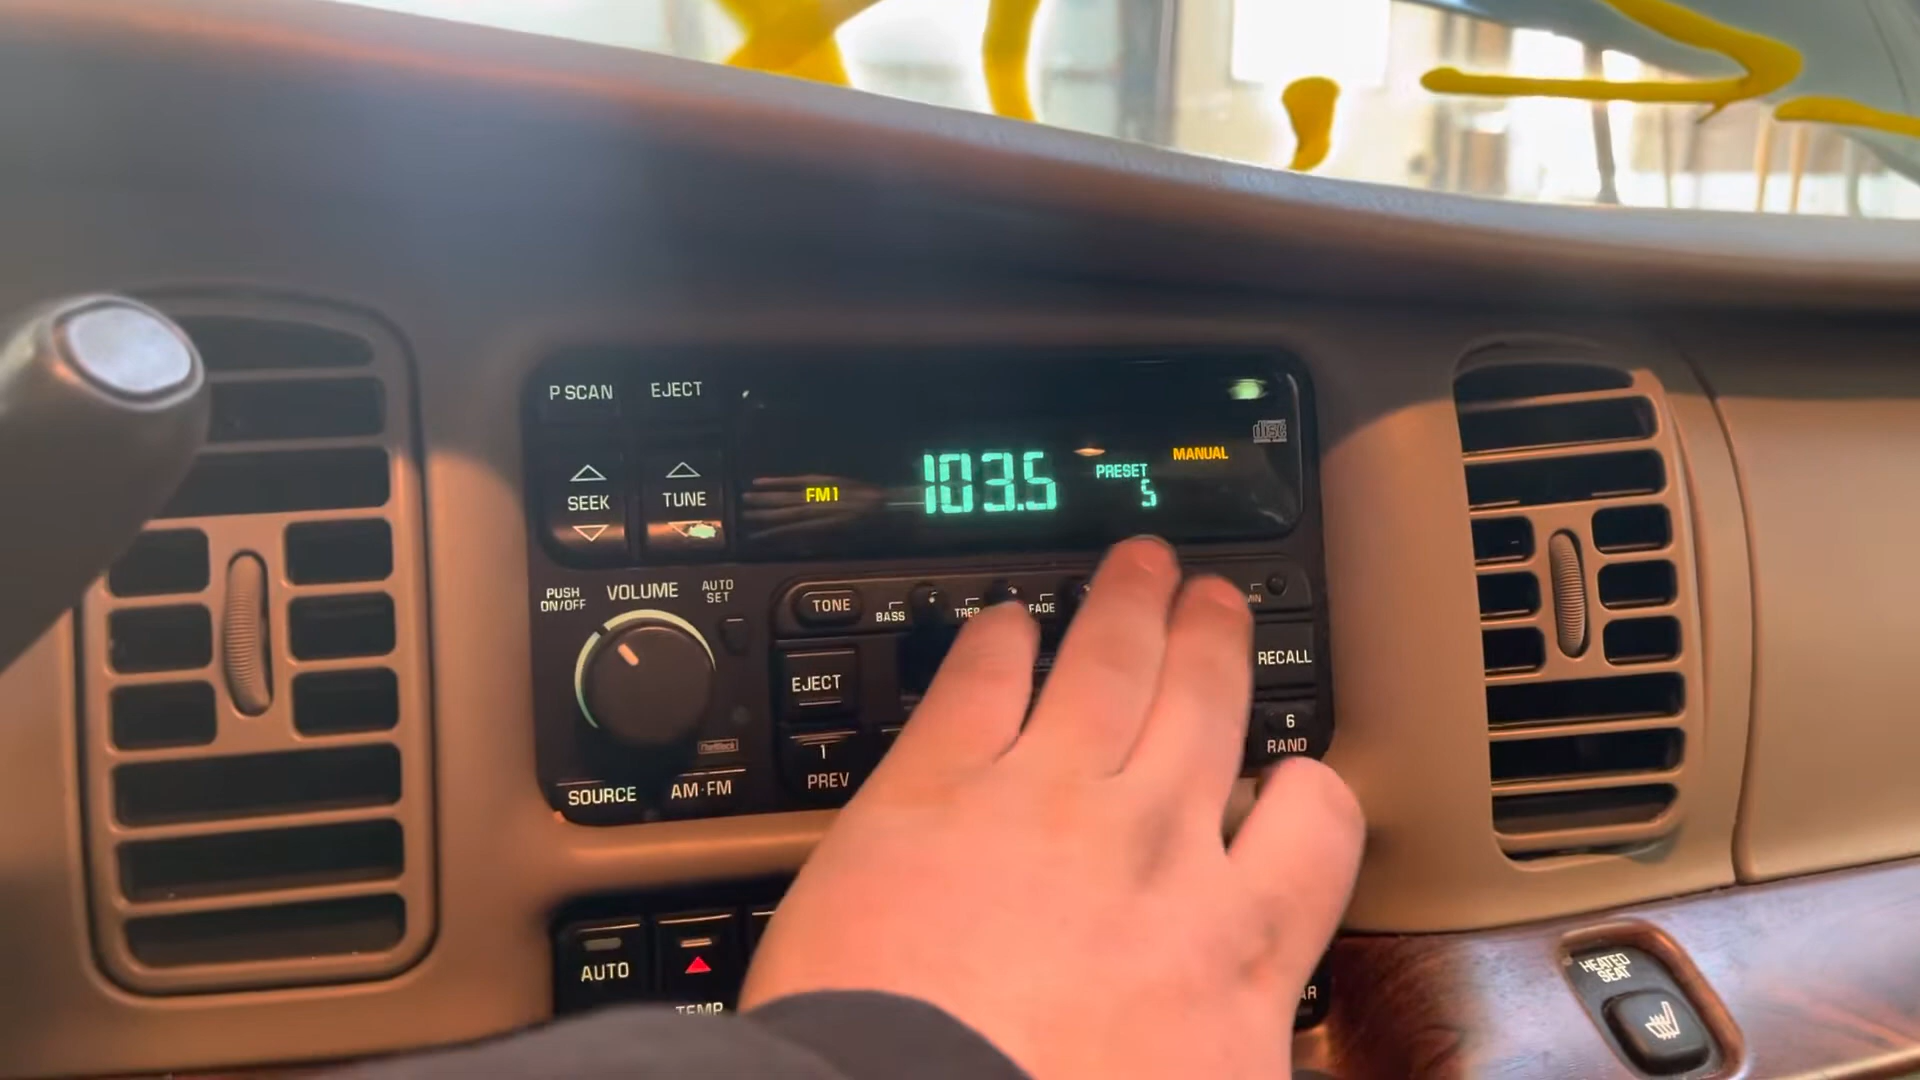 P SCAN
EJECT
SEEK
TUNE
FM1
103.5
PRESET
5
MANUAL
disc
PUSH
ON/OFF
VOLUME
AUTO
SET
TONE
BASS
FADE
EJECT
RECALL
1
PREV
6
RAND
SOURCE
AM·FM
AUTO
TEMP
HEATED
SEAT